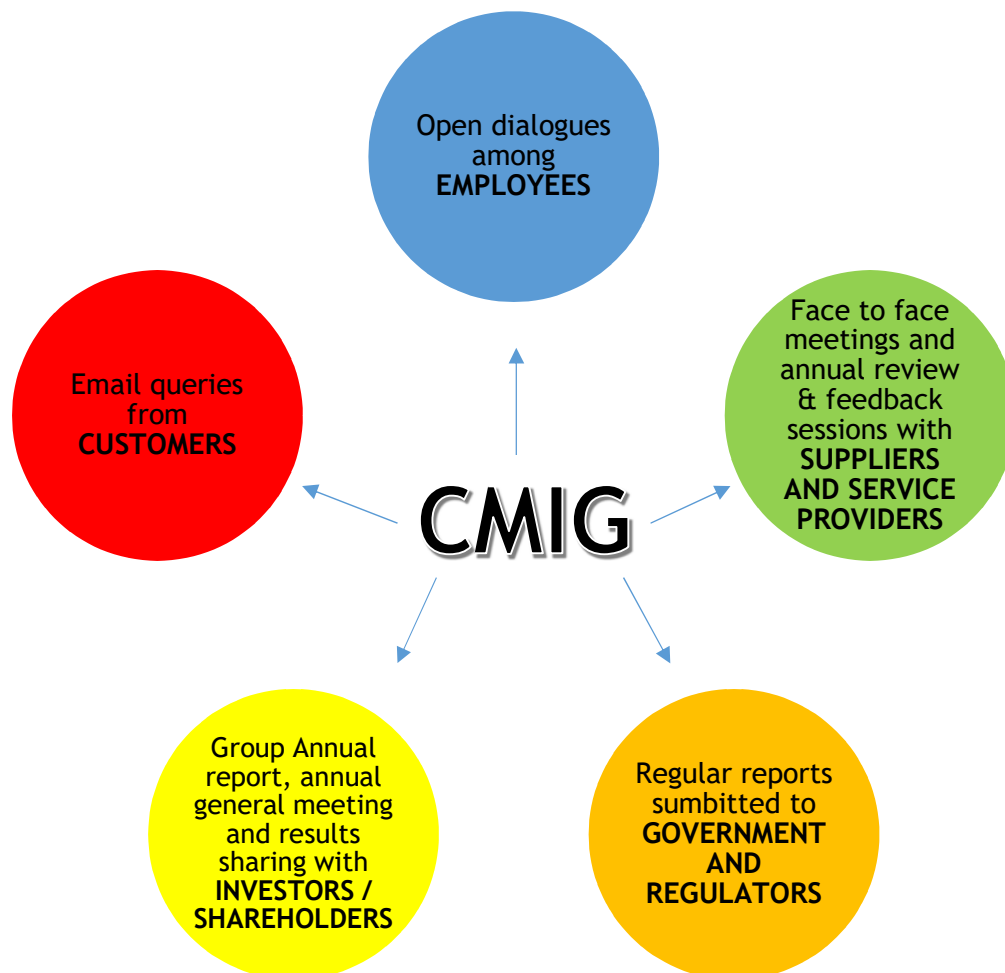 Open dialogues
among
EMPLOYEES
Email queries
from
CUSTOMERS
Face to face
meetings and
annual review
& feedback
sessions with
SUPPLIERS
AND SERVICE
PROVIDERS
CMIG
Group Annual
report, annual
general meeting
and results
sharing with
INVESTORS /
SHAREHOLDERS
Regular reports
sumbitted to
GOVERNMENT
AND
REGULATORS